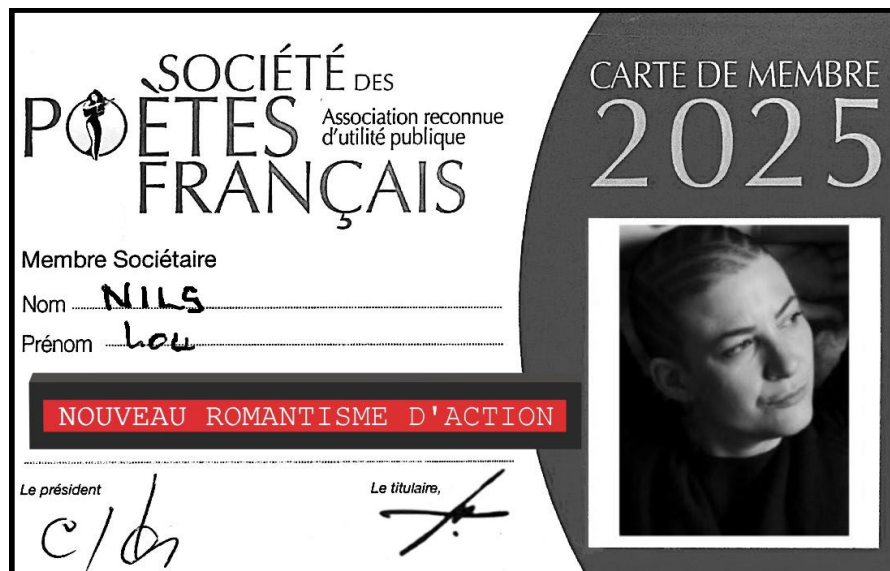 SOCIÉTÉ DES
POÈTES
FRANÇAIS
Association reconnue
d'utilité publique
CARTE DE MEMBRE
2025
Membre Sociétaire
Nom NILS
Prénom Lou
NOUVEAU ROMANTISME D'ACTION
Le président
Le titulaire,